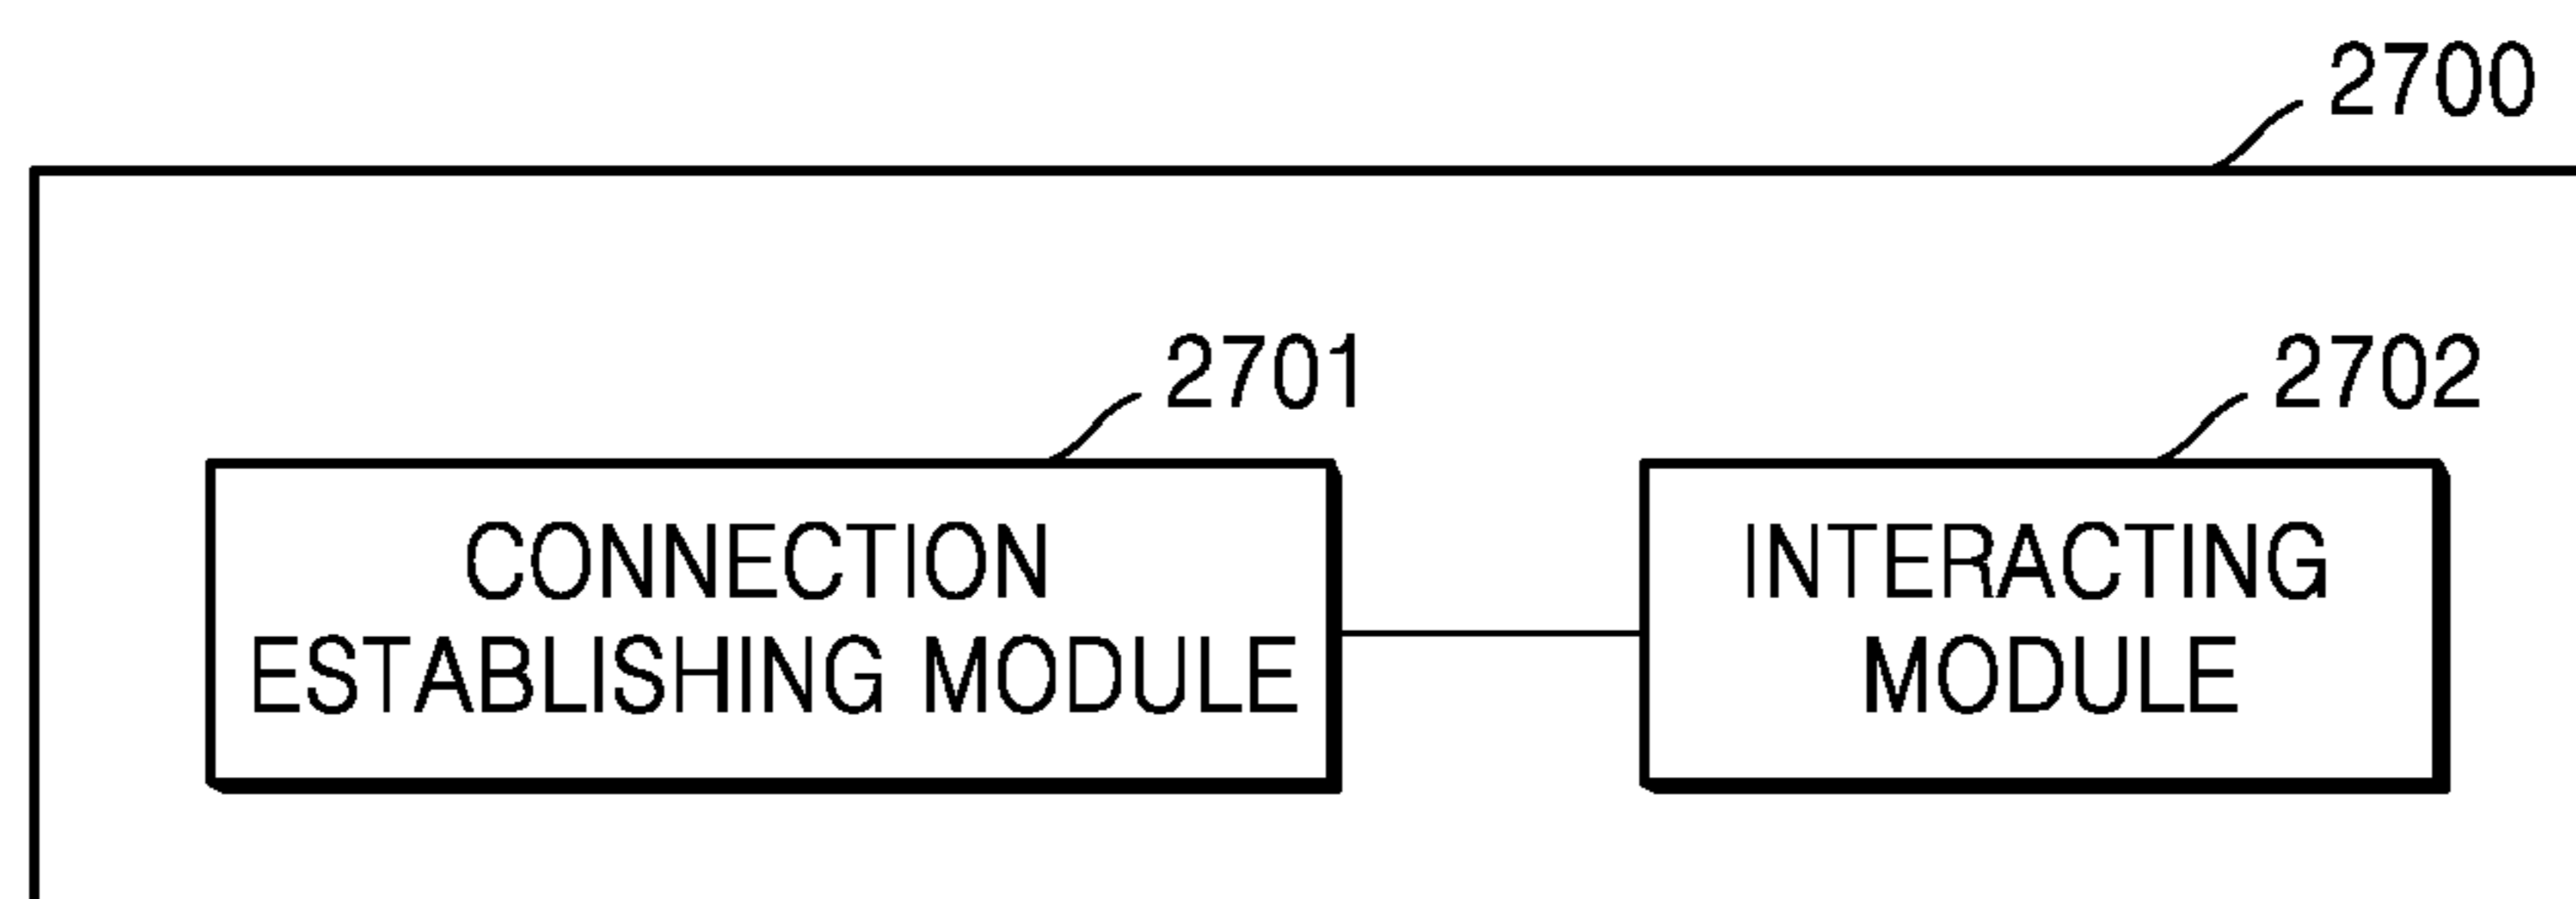 2700
2701
2702
CONNECTION
ESTABLISHING MODULE
INTERACTING
MODULE